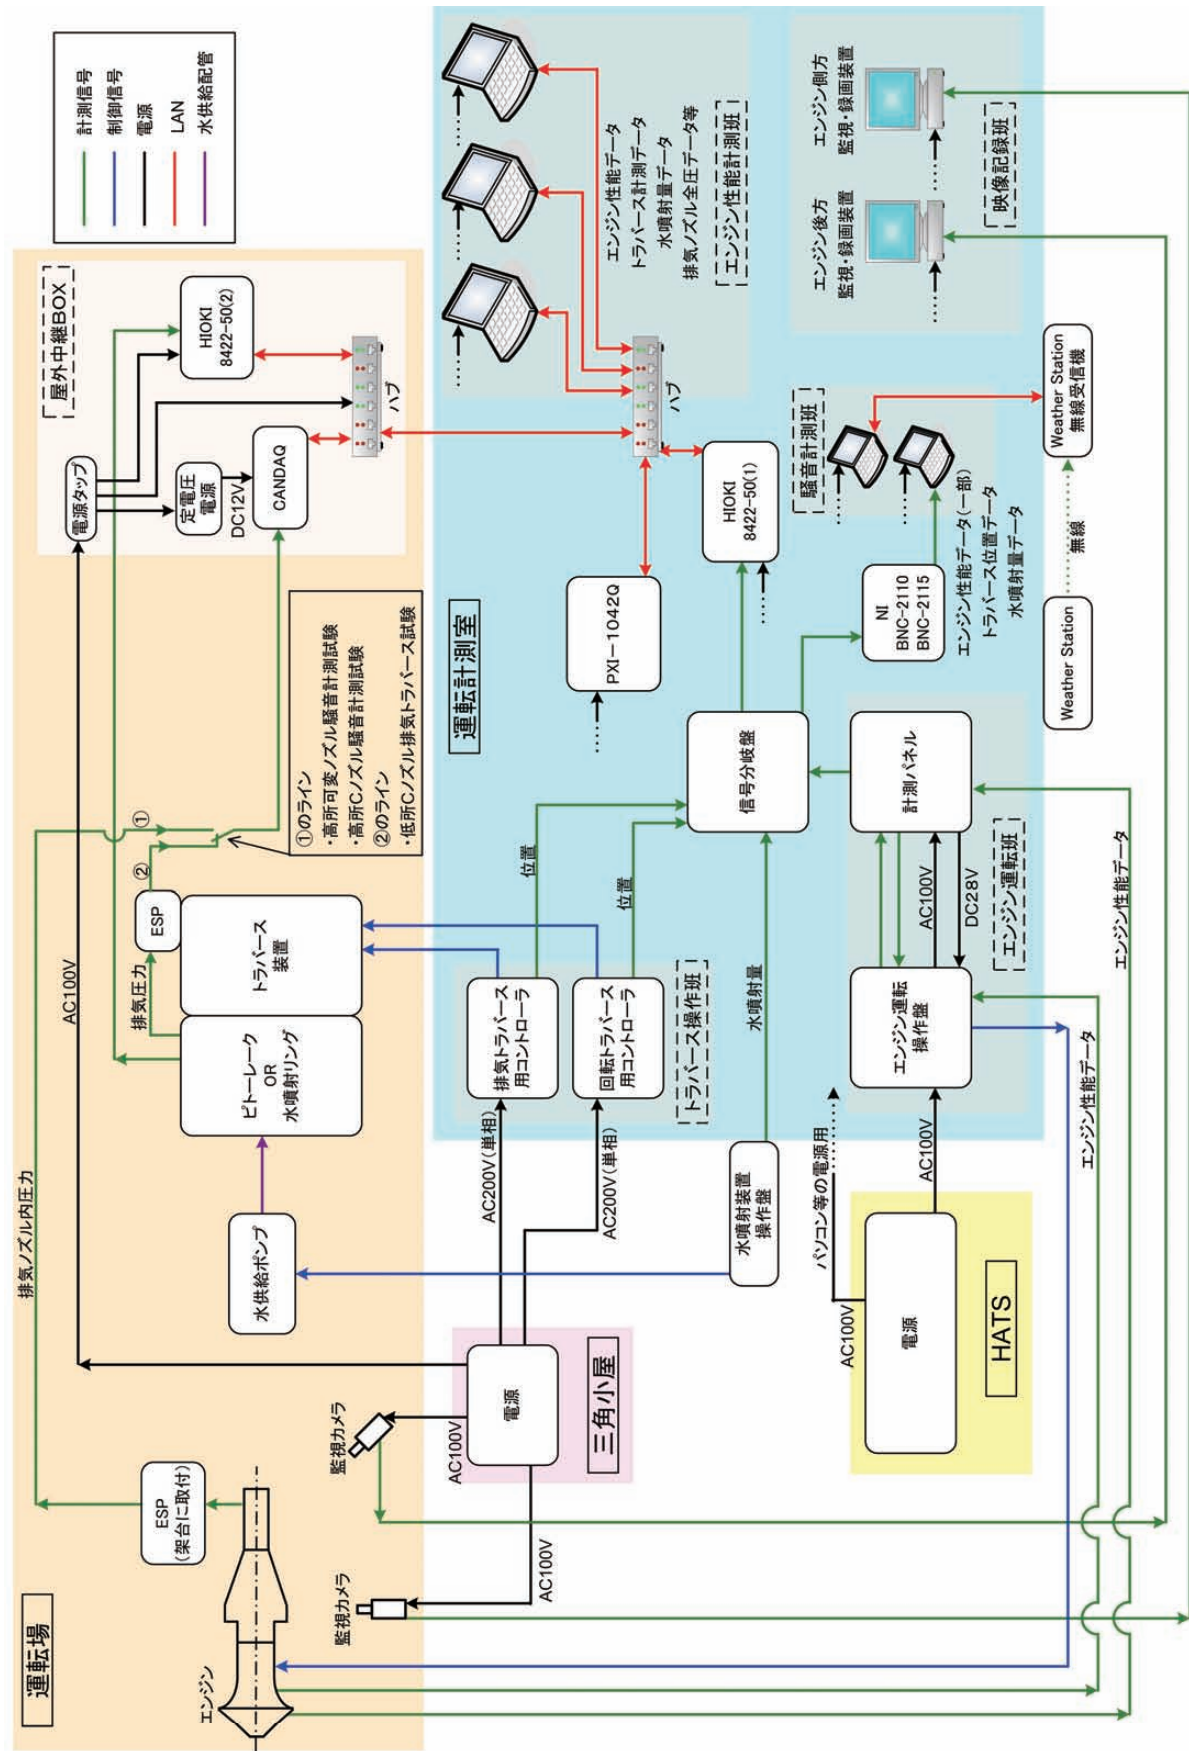 計測信号
制御信号
電源
LAN
水供給配管
運転場
エンジン
ESP
(架台に取付)
排気ノズル内圧力
監視カメラ
監視カメラ
水供給ポンプ
ピトーレーク
OR
水噴射リング
トラバース
装置
排気圧力
ESP
②
①
①のライン
・高所可変ノズル騒音計測試験
・高所Cノズル騒音計測試験
②のライン
・低所Cノズル排気トラバース試験
AC100V
屋外中継BOX
電源タップ
定電圧
電源
DC12V
CANDAQ
HIOKI
8422-50(2)
ハブ
三角小屋
電源
AC100V
AC100V
AC200V(単相)
AC200V(単相)
運転計測室
排気トラバース
用コントローラ
回転トラバース
用コントローラ
トラバース操作班
位置
位置
水噴射装置
操作盤
水噴射量
信号分岐盤
PXI-1042Q
HIOKI
8422-50(1)
ハブ
エンジン性能データ
トラバース計測データ
水噴射量データ
排気ノズル全圧データ等
エンジン性能計測班
エンジン後方
監視・録画装置
エンジン側方
監視・録画装置
映像記録班
騒音計測班
NI
BNC-2110
BNC-2115
エンジン性能データ(一部)
トラバース位置データ
水噴射量データ
Weather Station
無線
Weather Station
無線受信機
HATS
電源
AC100V
パソコン等の電源用
AC100V
エンジン運転
操作盤
計測パネル
AC100V
DC28V
エンジン運転班
エンジン性能データ
エンジン性能データ